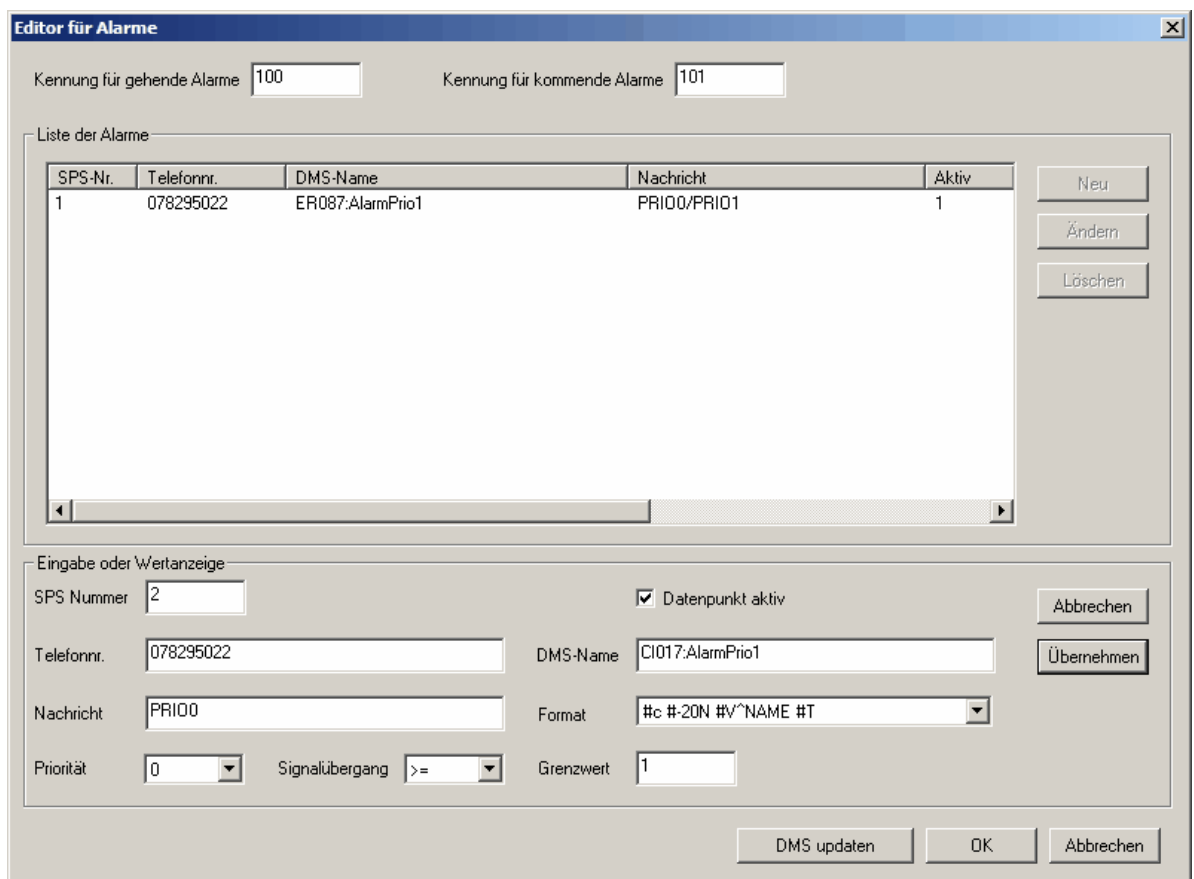 Editor für Alarme
Kennung für gehende Alarme 100 Kennung für kommende Alarme 101
Liste der Alarme
SPS-Nr. Telefonnr. DMS-Name Nachricht Aktiv
1 078295022 ER087:AlarmPrio1 PRIO0/PRIO1 1
Neu
Ändern
Löschen
Eingabe oder Wertanzeige
SPS Nummer 2 Datenpunkt aktiv Abbrechen
Telefonnr. 078295022 DMS-Name CI017:AlarmPrio1 Übernehmen
Nachricht PRIO0 Format #c #-20N #V^NAME #T
Priorität 0 Signalübergang >= Grenzwert 1
DMS updaten OK Abbrechen